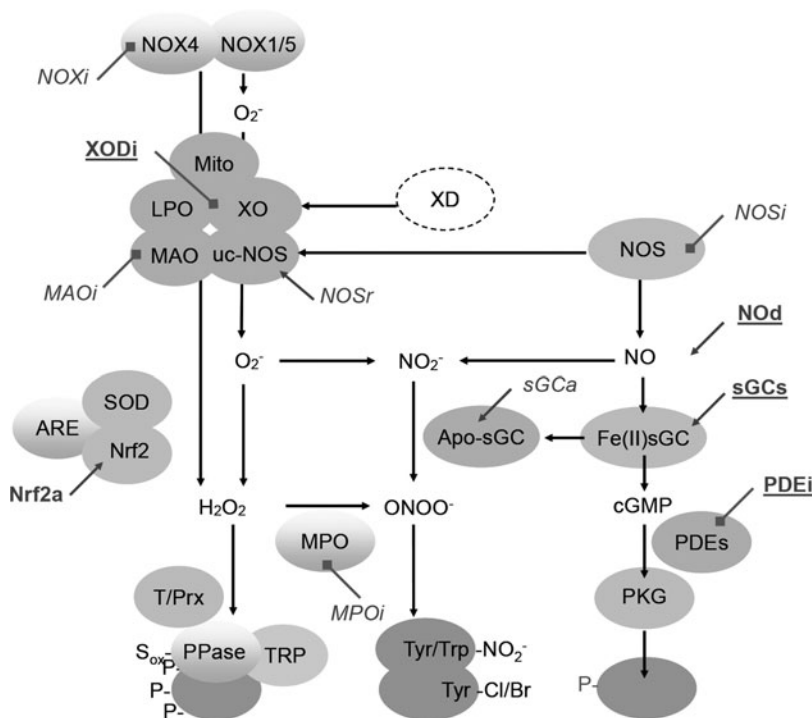 NOX4 NOX1/5
NOXi
O₂⁻
XODi
Mito
XD
LPO XO
NOSi
MAO uc-NOS
NOS
MAOi
NOSr
NOd
O₂⁻ NO₂⁻ NO
sGCa
sGCs
SOD
ARE
Apo-sGC Fe(II)sGC
Nrf2
Nrf2a
PDEi
H₂O₂ ONOO⁻ cGMP
MPO
PDEs
T/Prx
MPOi
PKG
Sox- PPase TRP
Tyr/Trp -NO₂⁻
P-
P-
Tyr -Cl/Br
P-
P-